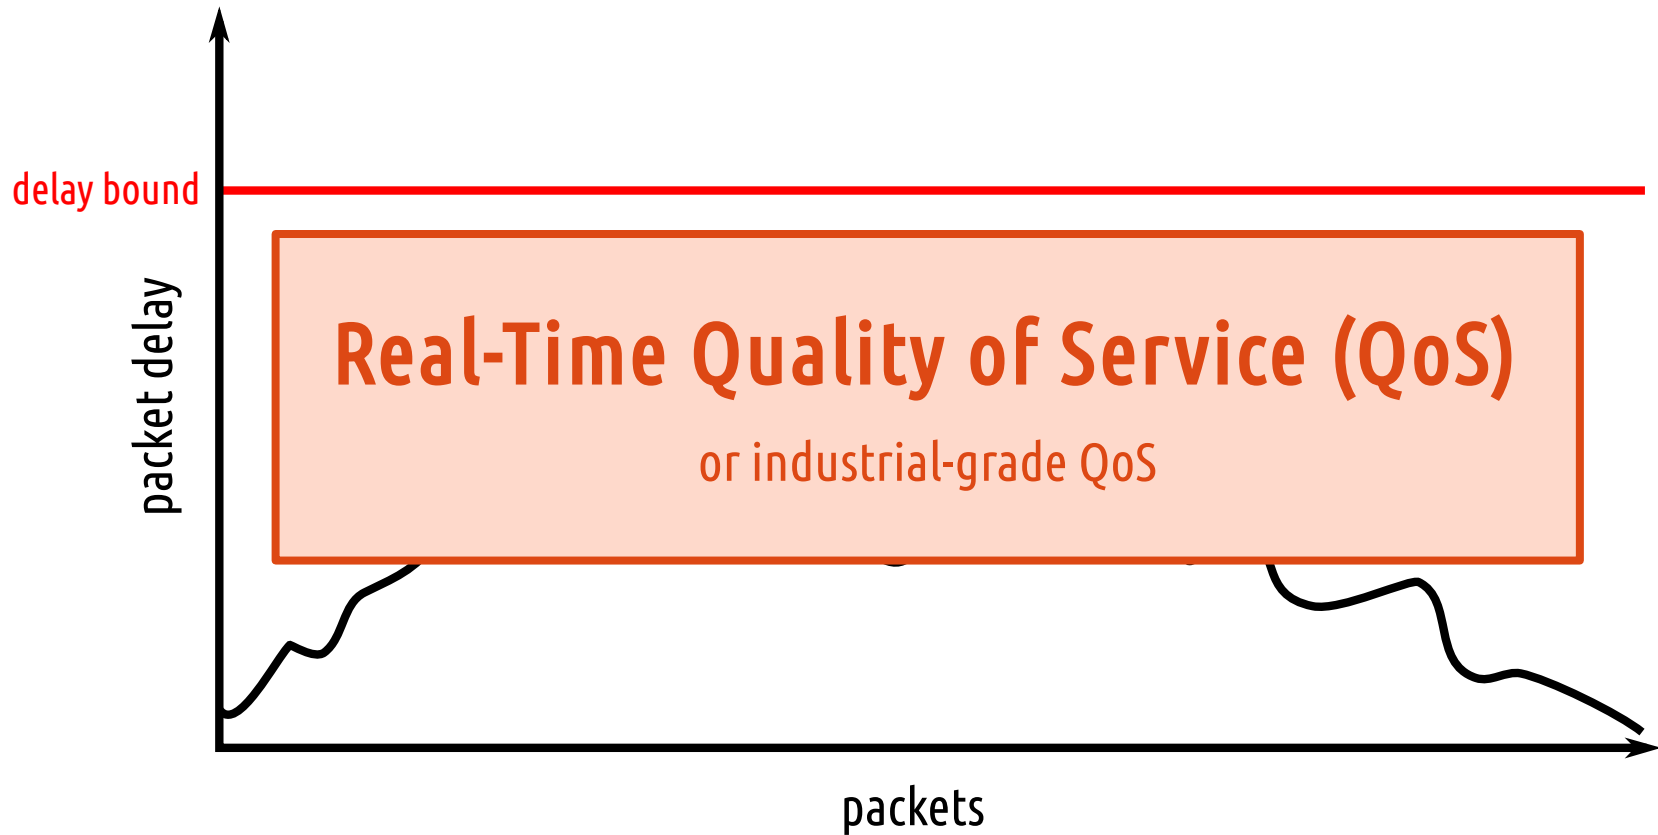 delay bound
packet delay
Real-Time Quality of Service (QoS)
or industrial-grade QoS
packets